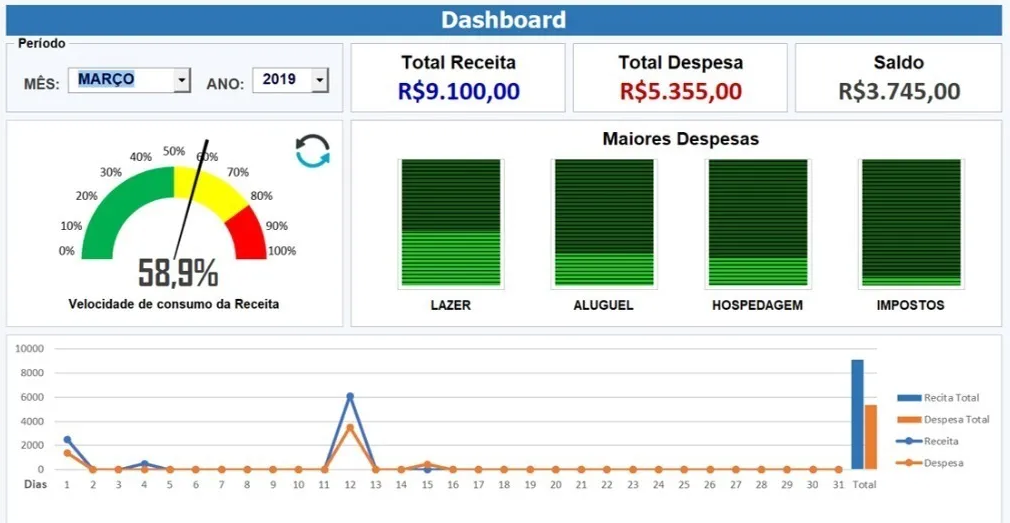 Dashboard
Período
MÊS: MARÇO ANO: 2019
Total Receita
R$9.100,00
Total Despesa
R$5.355,00
Saldo
R$3.745,00
0%
10%
20%
30%
40%
50%
60%
70%
80%
90%
100%
58,9%
Velocidade de consumo da Receita
Maiores Despesas
LAZER ALUGUEL HOSPEDAGEM IMPOSTOS
10000
8000
6000
4000
2000
0
Dias 1 2 3 4 5 6 7 8 9 10 11 12 13 14 15 16 17 18 19 20 21 22 23 24 25 26 27 28 29 30 31 Total
Recita Total
Despesa Total
Receita
Despesa